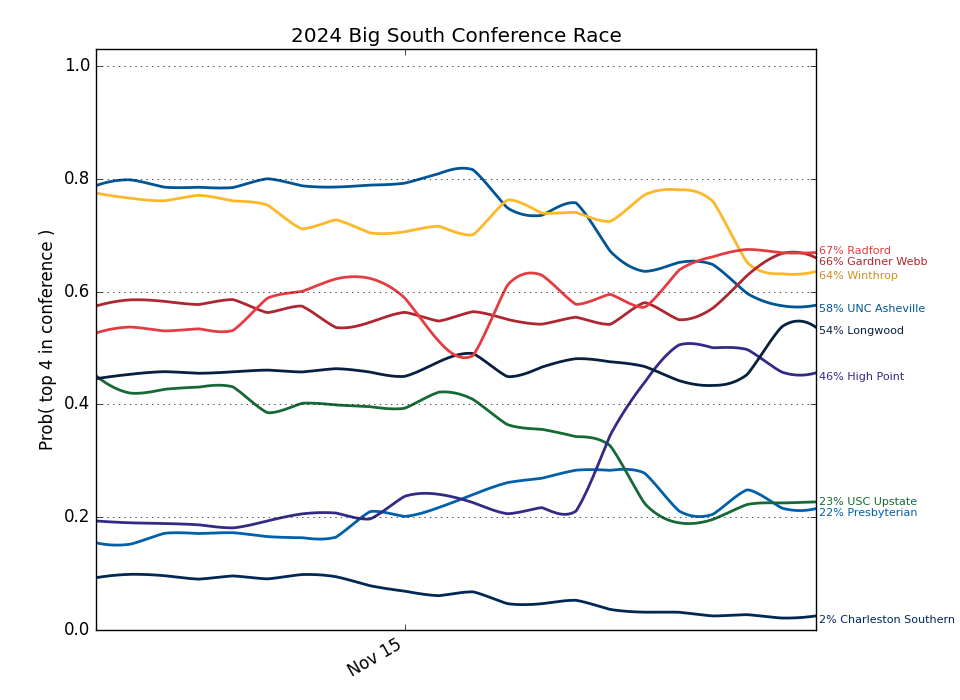 2024 Big South Conference Race
Prob( top 4 in conference )
1.0
0.8
0.6
0.4
0.2
0.0
Nov 15
67% Radford
66% Gardner Webb
64% Winthrop
58% UNC Asheville
54% Longwood
46% High Point
23% USC Upstate
22% Presbyterian
2% Charleston Southern